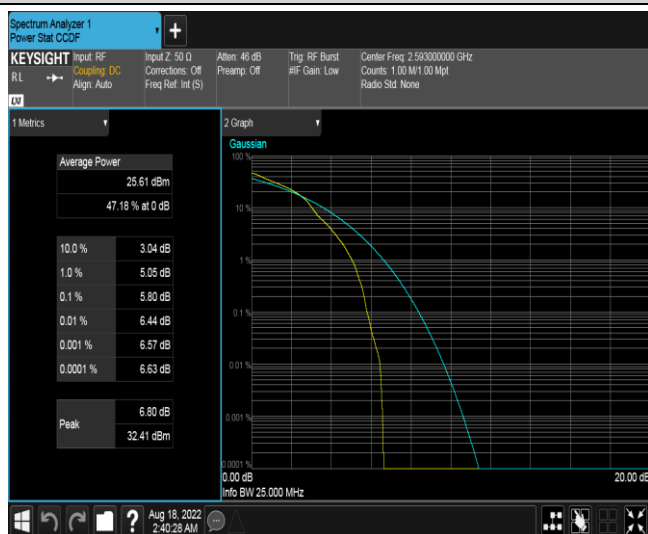 Spectrum Analyzer 1
Power Stat CCDF
KEYSIGHT
RL
LXI
Input: RF
Coupling: DC
Align: Auto
Input Z: 50 Ω
Corrections: Off
Freq Ref: Int (S)
Atten: 46 dB
Preamp: Off
Trig: RF Burst
#IF Gain: Low
Center Freq: 2.593000000 GHz
Counts: 1.00 M/1.00 Mpt
Radio Std: None
1 Metrics
Average Power
25.61 dBm
47.18 % at 0 dB
10.0 % 3.04 dB
1.0 % 5.05 dB
0.1 % 5.80 dB
0.01 % 6.44 dB
0.001 % 6.57 dB
0.0001 % 6.63 dB
Peak
6.80 dB
32.41 dBm
2 Graph
Gaussian
100 %
10 %
1 %
0.1 %
0.01 %
0.001 %
0.0001 %
0.00 dB
20.00 dB
Info BW 25.000 MHz
?
Aug 18, 2022
2:40:28 AM